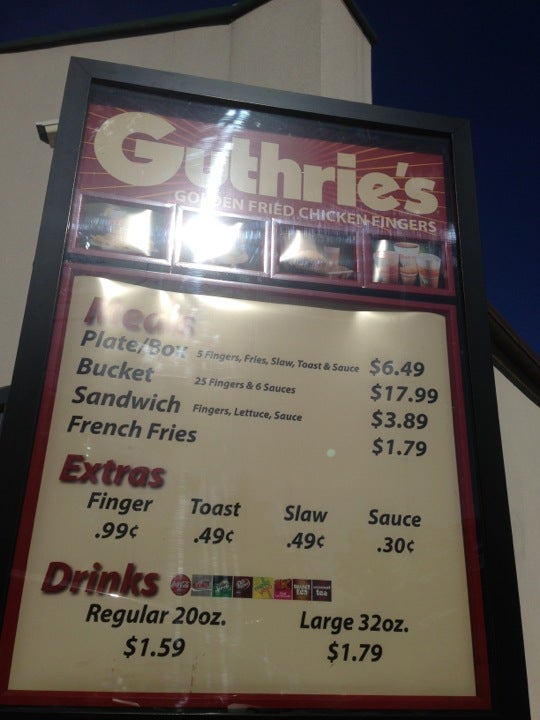 Guthrie's
GOLDEN FRIED CHICKEN FINGERS
Meals
Plate/Box 5 Fingers, Fries, Slaw, Toast & Sauce $6.49
Bucket 25 Fingers & 6 Sauces $17.99
Sandwich Fingers, Lettuce, Sauce $3.89
French Fries $1.79
Extras
Finger Toast Slaw Sauce
.99¢ .49¢ .49¢ .30¢
Drinks
Regular 20oz. Large 32oz.
$1.59 $1.79